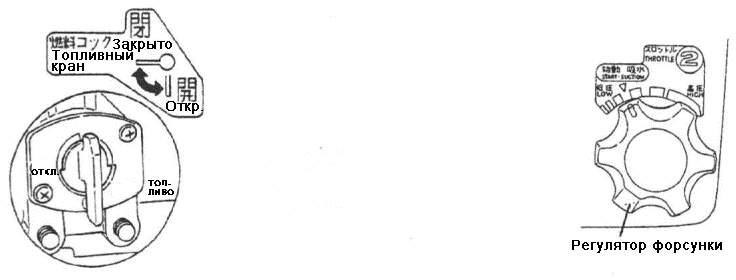 閉
燃料コック Закрыто
Топливный
кран
開
Откр.
откл.
топ-
ливо
スロットル
THROTTLE 2
始動 吸水
START·SUCTION
低圧
LOW
高圧
HIGH
Регулятор форсунки